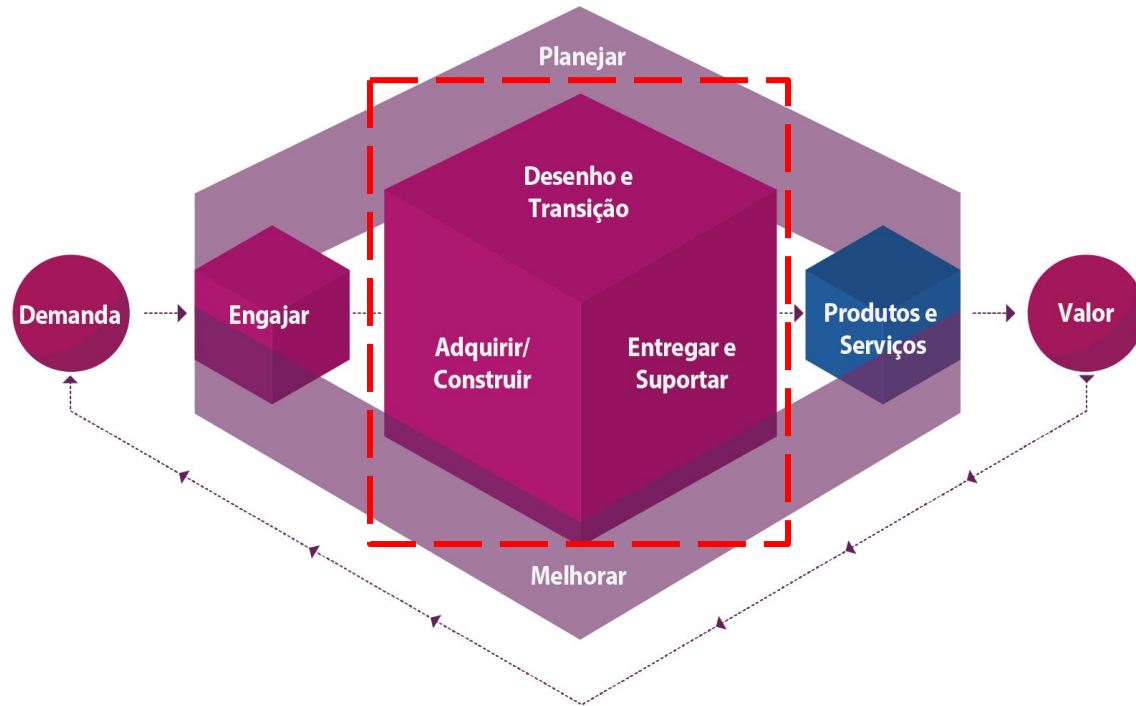 Planejar
Desenho e
Transição
Demanda
Engajar
Adquirir/
Construir
Entregar e
Suportar
Produtos e
Serviços
Valor
Melhorar